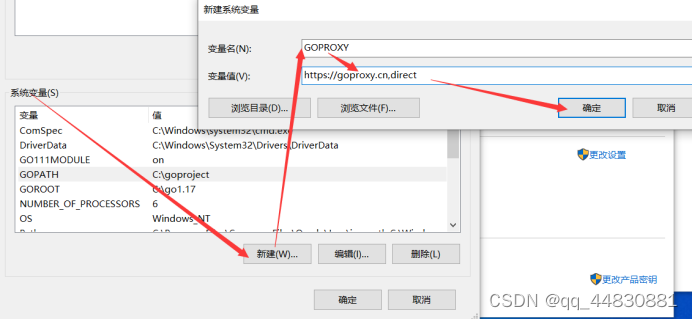 新建系统变量
变量名(N):
GOPROXY
变量值(V):
https://goproxy.cn,direct
浏览目录(D)...
浏览文件(F)...
确定
取消
系统变量(S)
变量 值
ComSpec C:\Windows\system32\cmd.exe
DriverData C:\Windows\System32\Drivers\DriverData
GO111MODULE on
GOPATH C:\goproject
GOROOT C:\go1.17
NUMBER_OF_PROCESSORS 6
OS Windows_NT
新建(W)...
编辑(I)...
删除(L)
确定
取消
更改设置
更改产品密钥
CSDN @qq_44830881